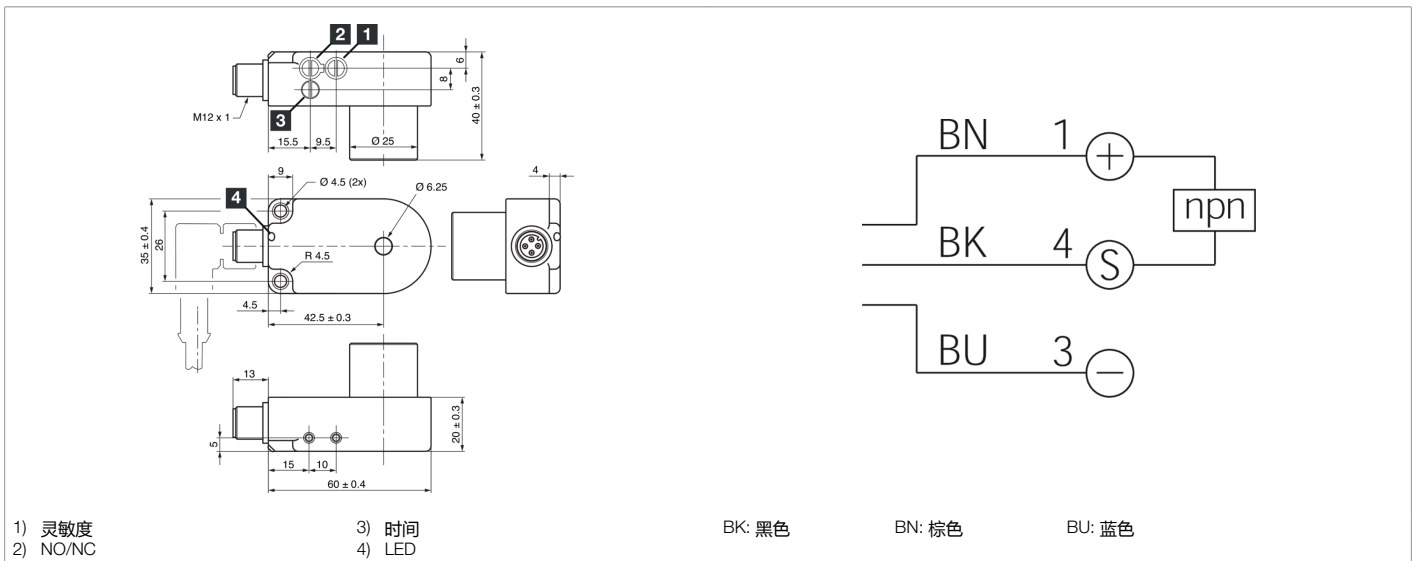 2 1
6
8
40 ± 0.3
M12 x 1
3
15.5 9.5 Ø 25
9
Ø 4.5 (2x)
Ø 6.25
4
4
35 ± 0.4
26
R 4.5
4.5
42.5 ± 0.3
13
5
20 ± 0.3
15 10
60 ± 0.4
BN 1 +
npn
BK 4 S
BU 3 −
1) 灵敏度 3) 时间 BK: 黑色 BN: 棕色 BU: 蓝色
2) NO/NC 4) LED